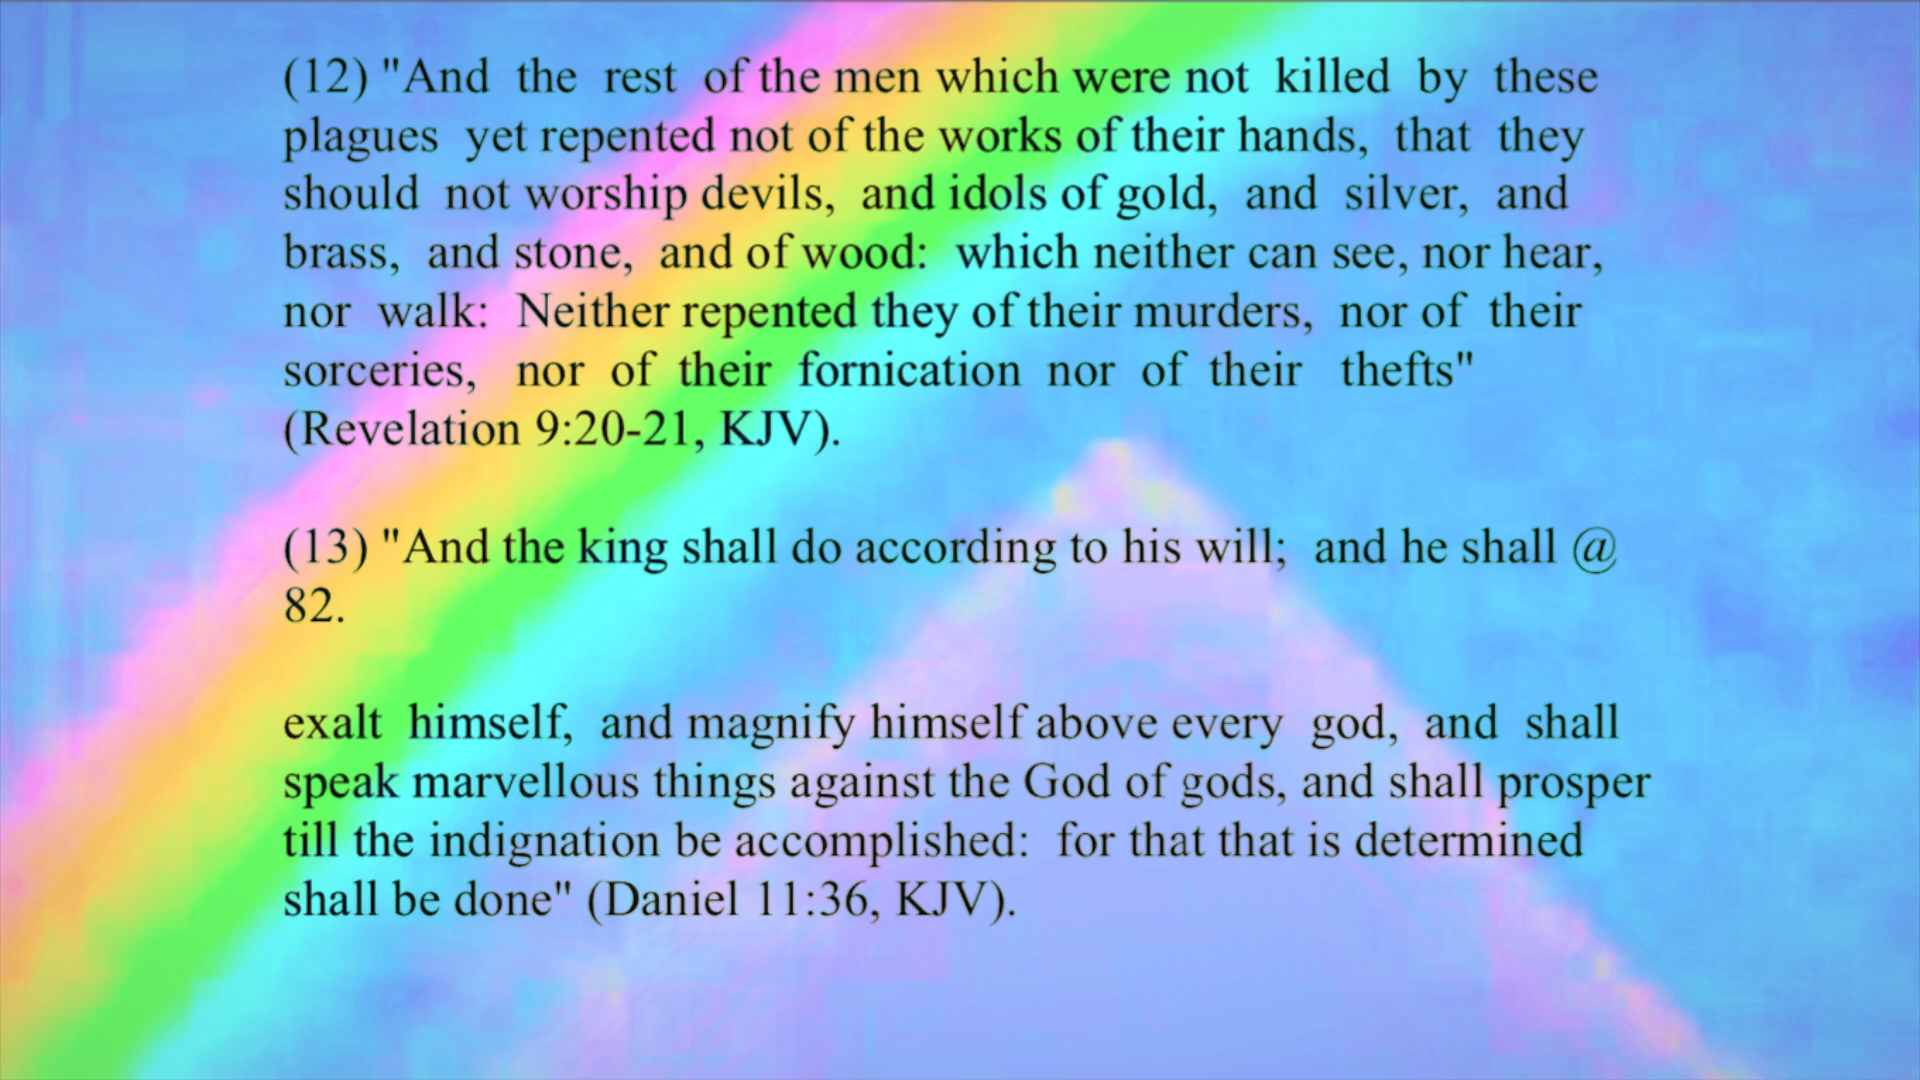 (12) "And the rest of the men which were not killed by these
plagues yet repented not of the works of their hands, that they
should not worship devils, and idols of gold, and silver, and
brass, and stone, and of wood: which neither can see, nor hear,
nor walk: Neither repented they of their murders, nor of their
sorceries, nor of their fornication nor of their thefts"
(Revelation 9:20-21, KJV).
(13) "And the king shall do according to his will; and he shall @
82.
exalt himself, and magnify himself above every god, and shall
speak marvellous things against the God of gods, and shall prosper
till the indignation be accomplished: for that that is determined
shall be done" (Daniel 11:36, KJV).